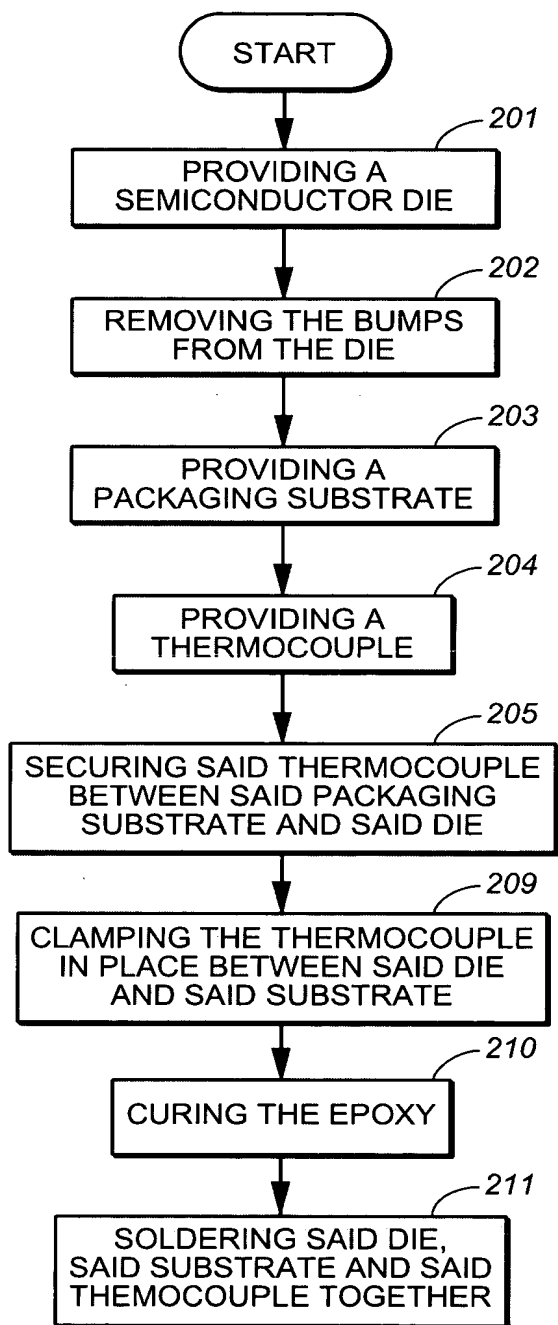 START
201
PROVIDING A
SEMICONDUCTOR DIE
202
REMOVING THE BUMPS
FROM THE DIE
203
PROVIDING A
PACKAGING SUBSTRATE
204
PROVIDING A
THERMOCOUPLE
205
SECURING SAID THERMOCOUPLE
BETWEEN SAID PACKAGING
SUBSTRATE AND SAID DIE
209
CLAMPING THE THERMOCOUPLE
IN PLACE BETWEEN SAID DIE
AND SAID SUBSTRATE
210
CURING THE EPOXY
211
SOLDERING SAID DIE,
SAID SUBSTRATE AND SAID
THEMOCOUPLE TOGETHER